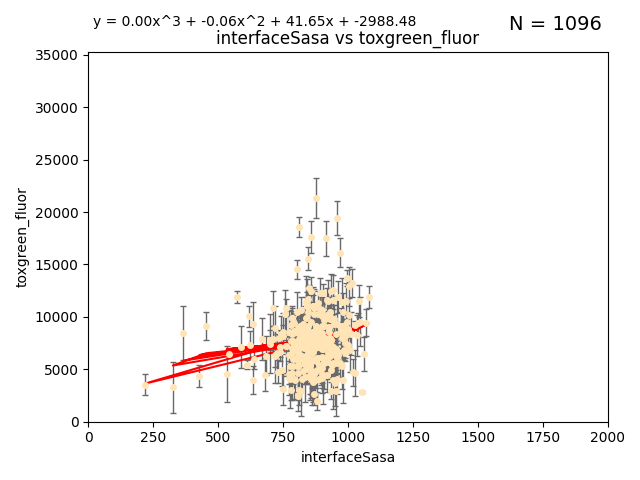 y = 0.00x^3 + -0.06x^2 + 41.65x + -2988.48
N = 1096
interfaceSasa vs toxgreen_fluor
35000
30000
25000
20000
15000
10000
5000
0
toxgreen_fluor
0 250 500 750 1000 1250 1500 1750 2000
interfaceSasa